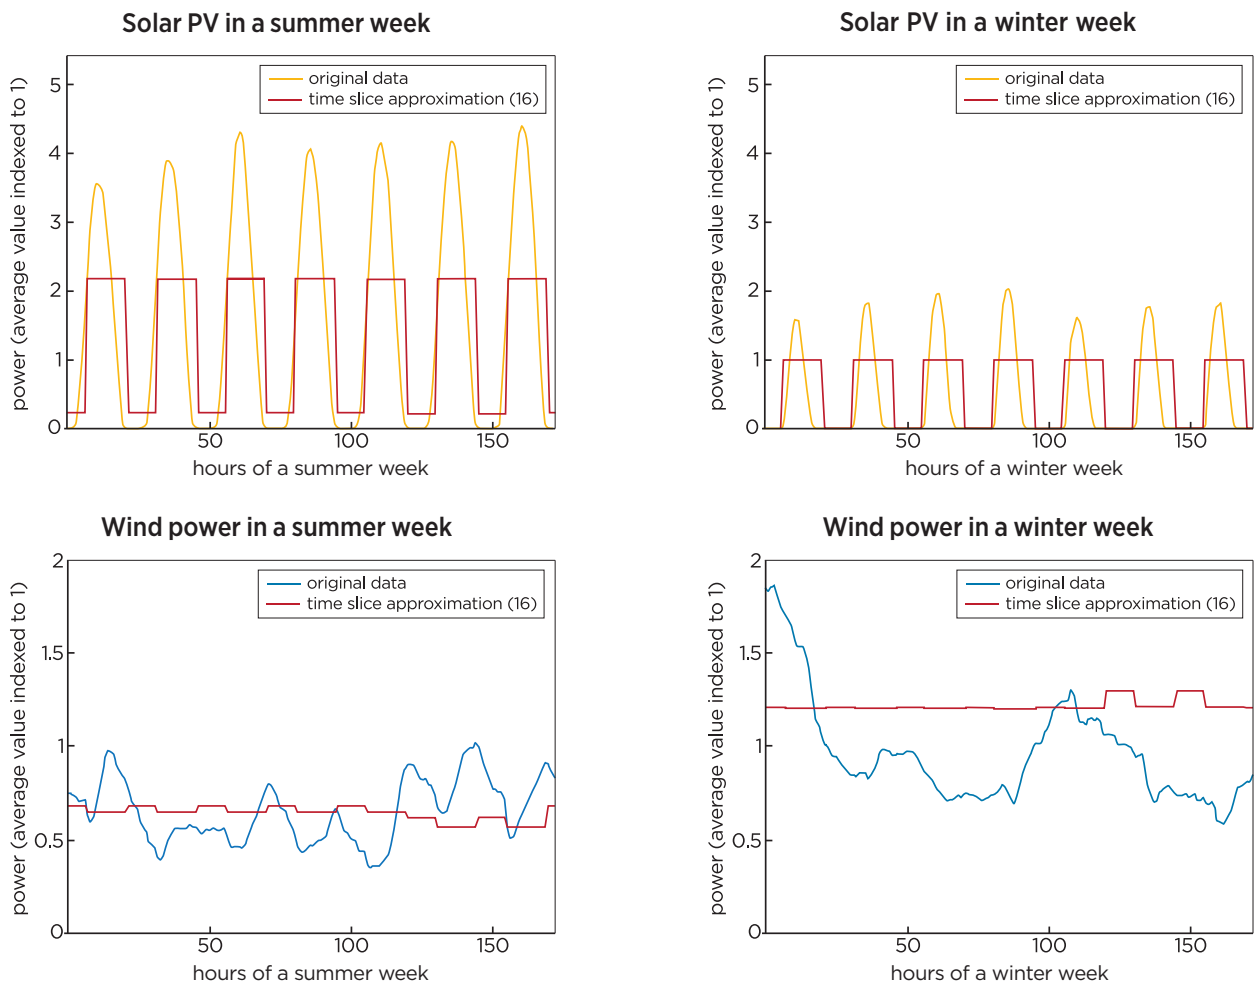 Solar PV in a summer week
power (average value indexed to 1)
5
4
3
2
1
0
original data
time slice approximation (16)
50
100
150
hours of a summer week
Solar PV in a winter week
power (average value indexed to 1)
5
4
3
2
1
0
original data
time slice approximation (16)
50
100
150
hours of a winter week
Wind power in a summer week
power (average value indexed to 1)
2
1.5
1
0.5
0
original data
time slice approximation (16)
50
100
150
hours of a summer week
Wind power in a winter week
power (average value indexed to 1)
2
1.5
1
0.5
0
original data
time slice approximation (16)
50
100
150
hours of a winter week